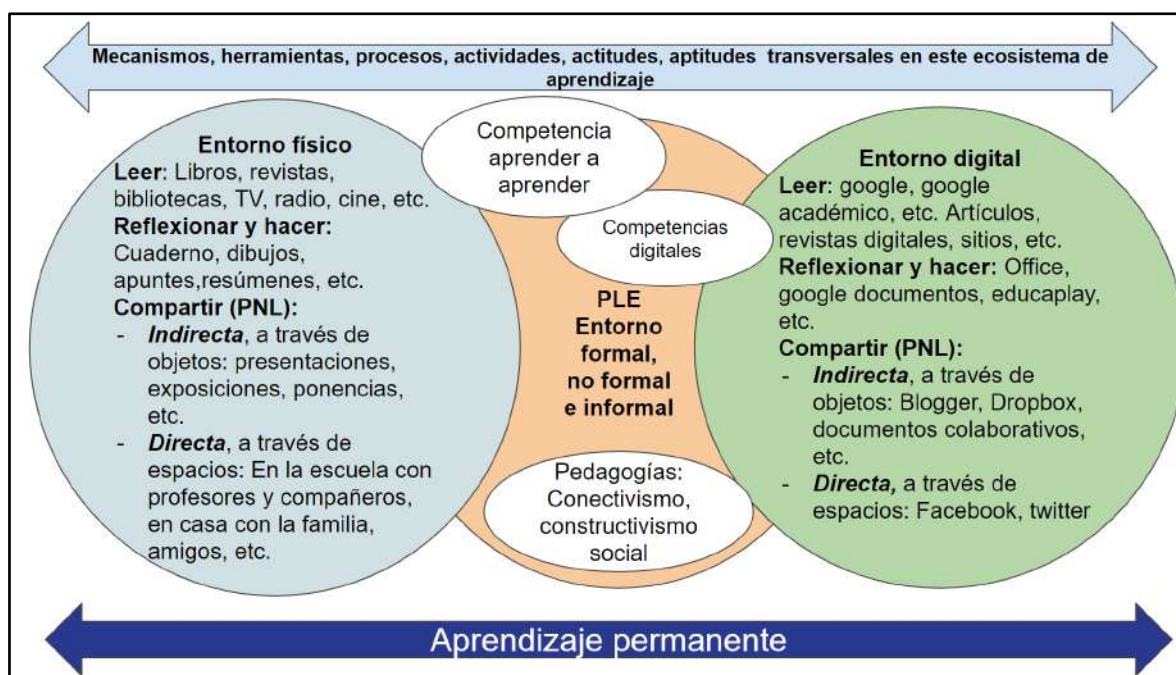 Mecanismos, herramientas, procesos, actividades, actitudes, aptitudes transversales en este ecosistema de
aprendizaje
Entorno físico
Leer: Libros, revistas,
bibliotecas, TV, radio, cine, etc.
Reflexionar y hacer:
Cuaderno, dibujos,
apuntes,resúmenes, etc.
Compartir (PNL):
- Indirecta, a través de
objetos: presentaciones,
exposiciones, ponencias,
etc.
- Directa, a través de
espacios: En la escuela con
profesores y compañeros,
en casa con la familia,
amigos, etc.
Competencia
aprender a
aprender
Competencias
digitales
PLE
Entorno
formal,
no formal
e informal
Pedagogías:
Conectivismo,
constructivismo
social
Entorno digital
Leer: google, google
académico, etc. Artículos,
revistas digitales, sitios, etc.
Reflexionar y hacer: Office,
google documentos, educaplay,
etc.
Compartir (PNL):
- Indirecta, a través de
objetos: Blogger, Dropbox,
documentos colaborativos,
etc.
- Directa, a través de
espacios: Facebook, twitter
Aprendizaje permanente